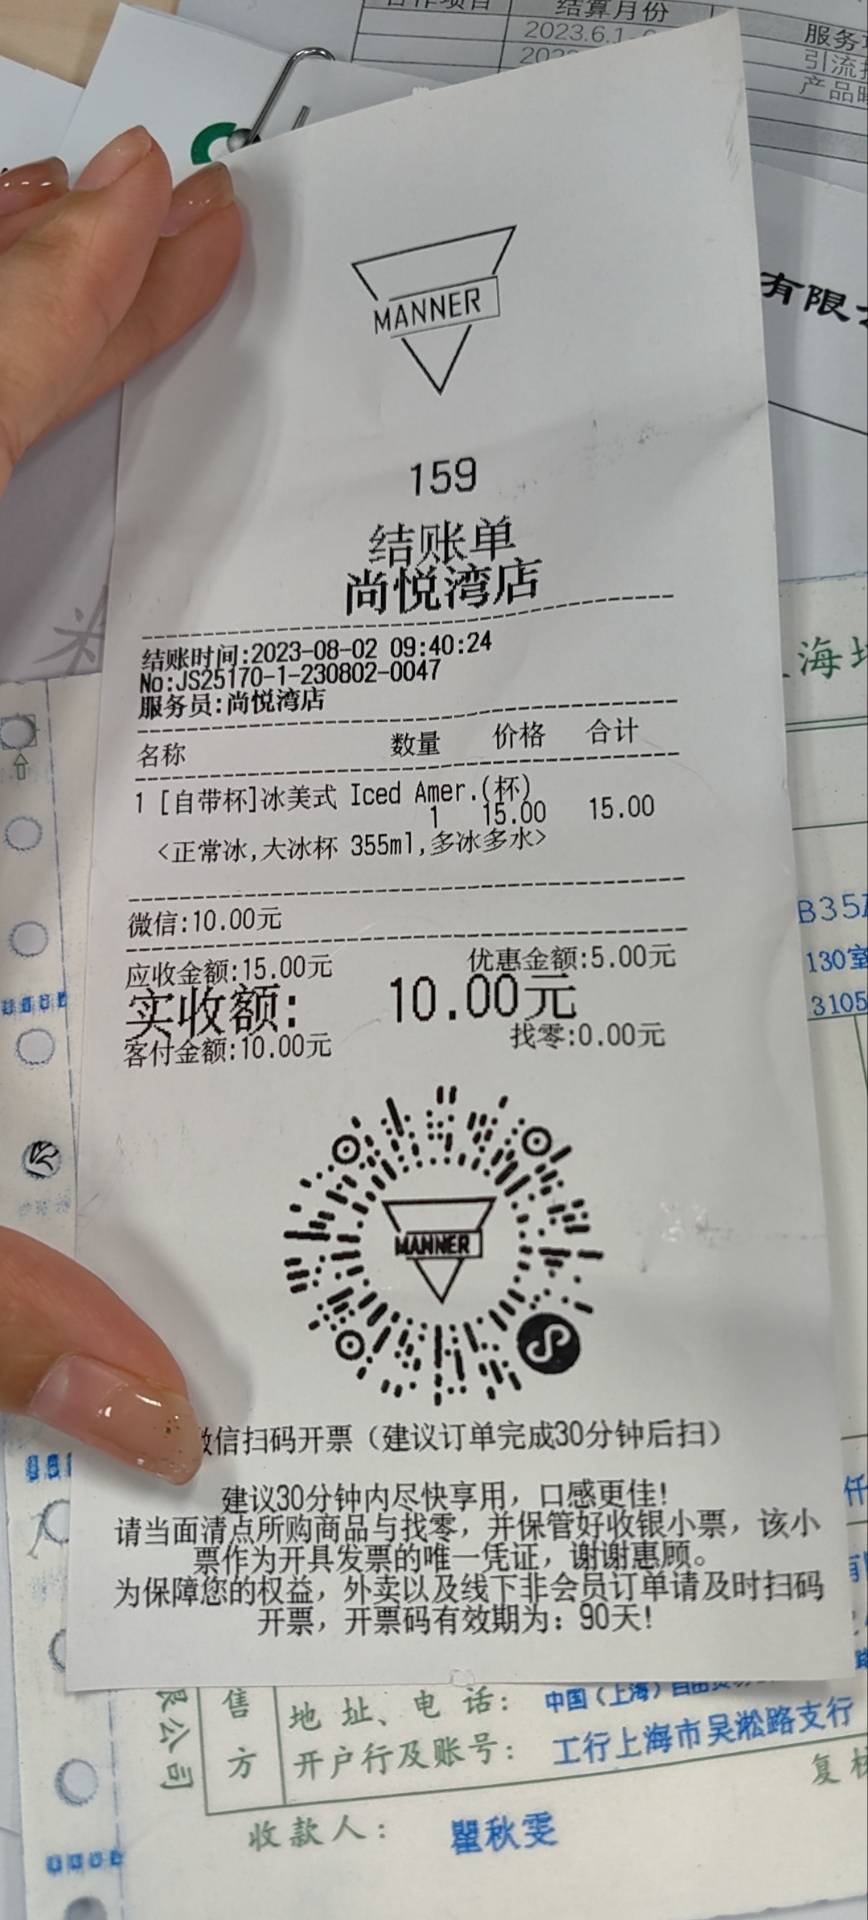 合作项目 结算月份
2023.6.1
引流
MANNER
有限
159
结账单
尚悦湾店
结账时间:2023-08-02 09:40:24
No:JS25170-1-230802-0047
服务员:尚悦湾店
名称 数量 价格 合计
1 [自带杯]冰美式 Iced Amer.(杯)
1 15.00 15.00
<正常冰,大冰杯 355ml,多冰多水>
微信:10.00元
应收金额:15.00元 优惠金额:5.00元
实收额: 10.00元
客付金额:10.00元 找零:0.00元
MANNER
微信扫码开票（建议订单完成30分钟后扫）
建议30分钟内尽快享用，口感更佳!
请当面清点所购商品与找零，并保管好收银小票，该小
票作为开具发票的唯一凭证，谢谢惠顾。
为保障您的权益，外卖以及线下非会员订单请及时扫码
开票，开票码有效期为：90天!
海
B35
130室
3105
公司
售
方
地 址、电 话: 中国（上海）
开户行及账号: 工行上海市吴淞路支行
收款人: 瞿秋雯
复